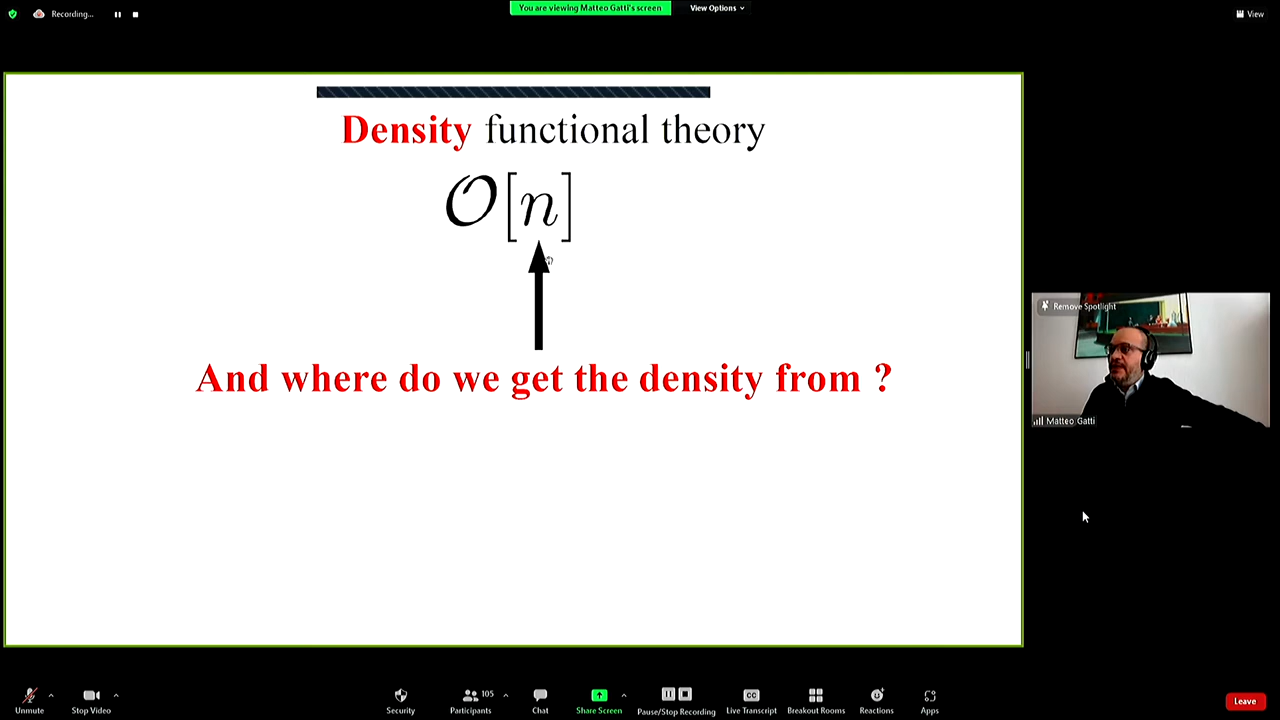 Recording...
You are viewing Matteo Gatti's screen
View Options
View
Density functional theory
O[n]
And where do we get the density from ?
Remove Spotlight
Matteo Gatti
Unmute
Stop Video
Security
105
Participants
Chat
Share Screen
Pause/Stop Recording
CC
Live Transcript
Breakout Rooms
Reactions
Apps
Leave